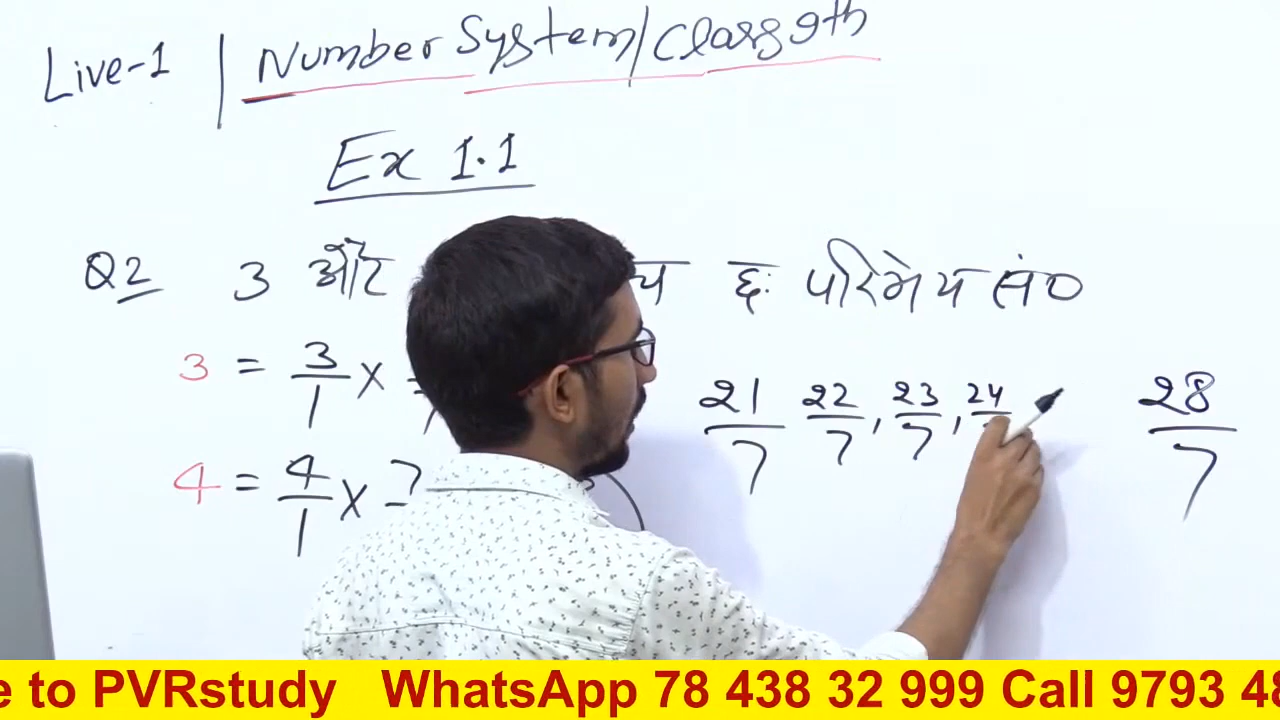 Live-1 | Number System/Class 9th
Ex 1.1
Q2 3 और छः परिमेय सं०
3 = 3/1 ×
21/7 22/7, 23/7, 24 28/7
4 = 4/1 × 7
e to PVRstudy WhatsApp 78 438 32 999 Call 9793 48